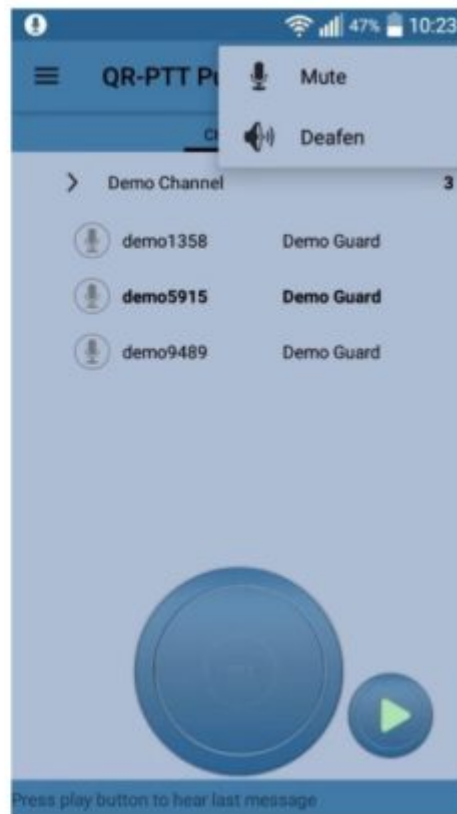 47% 10:23
QR-PTT
Mute
Deafen
Demo Channel 3
demo1358 Demo Guard
demo5915 Demo Guard
demo9489 Demo Guard
Press play button to hear last message